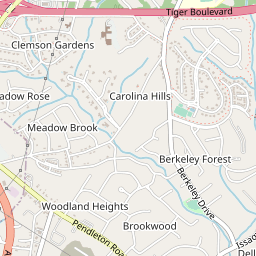 Tiger Boulevard
Clemson Gardens
adow Rose
Carolina Hills
Meadow Brook
Berkeley Forest
Berkeley Drive
Woodland Heights
Brookwood
Pendleton Road
Issaq
Dell